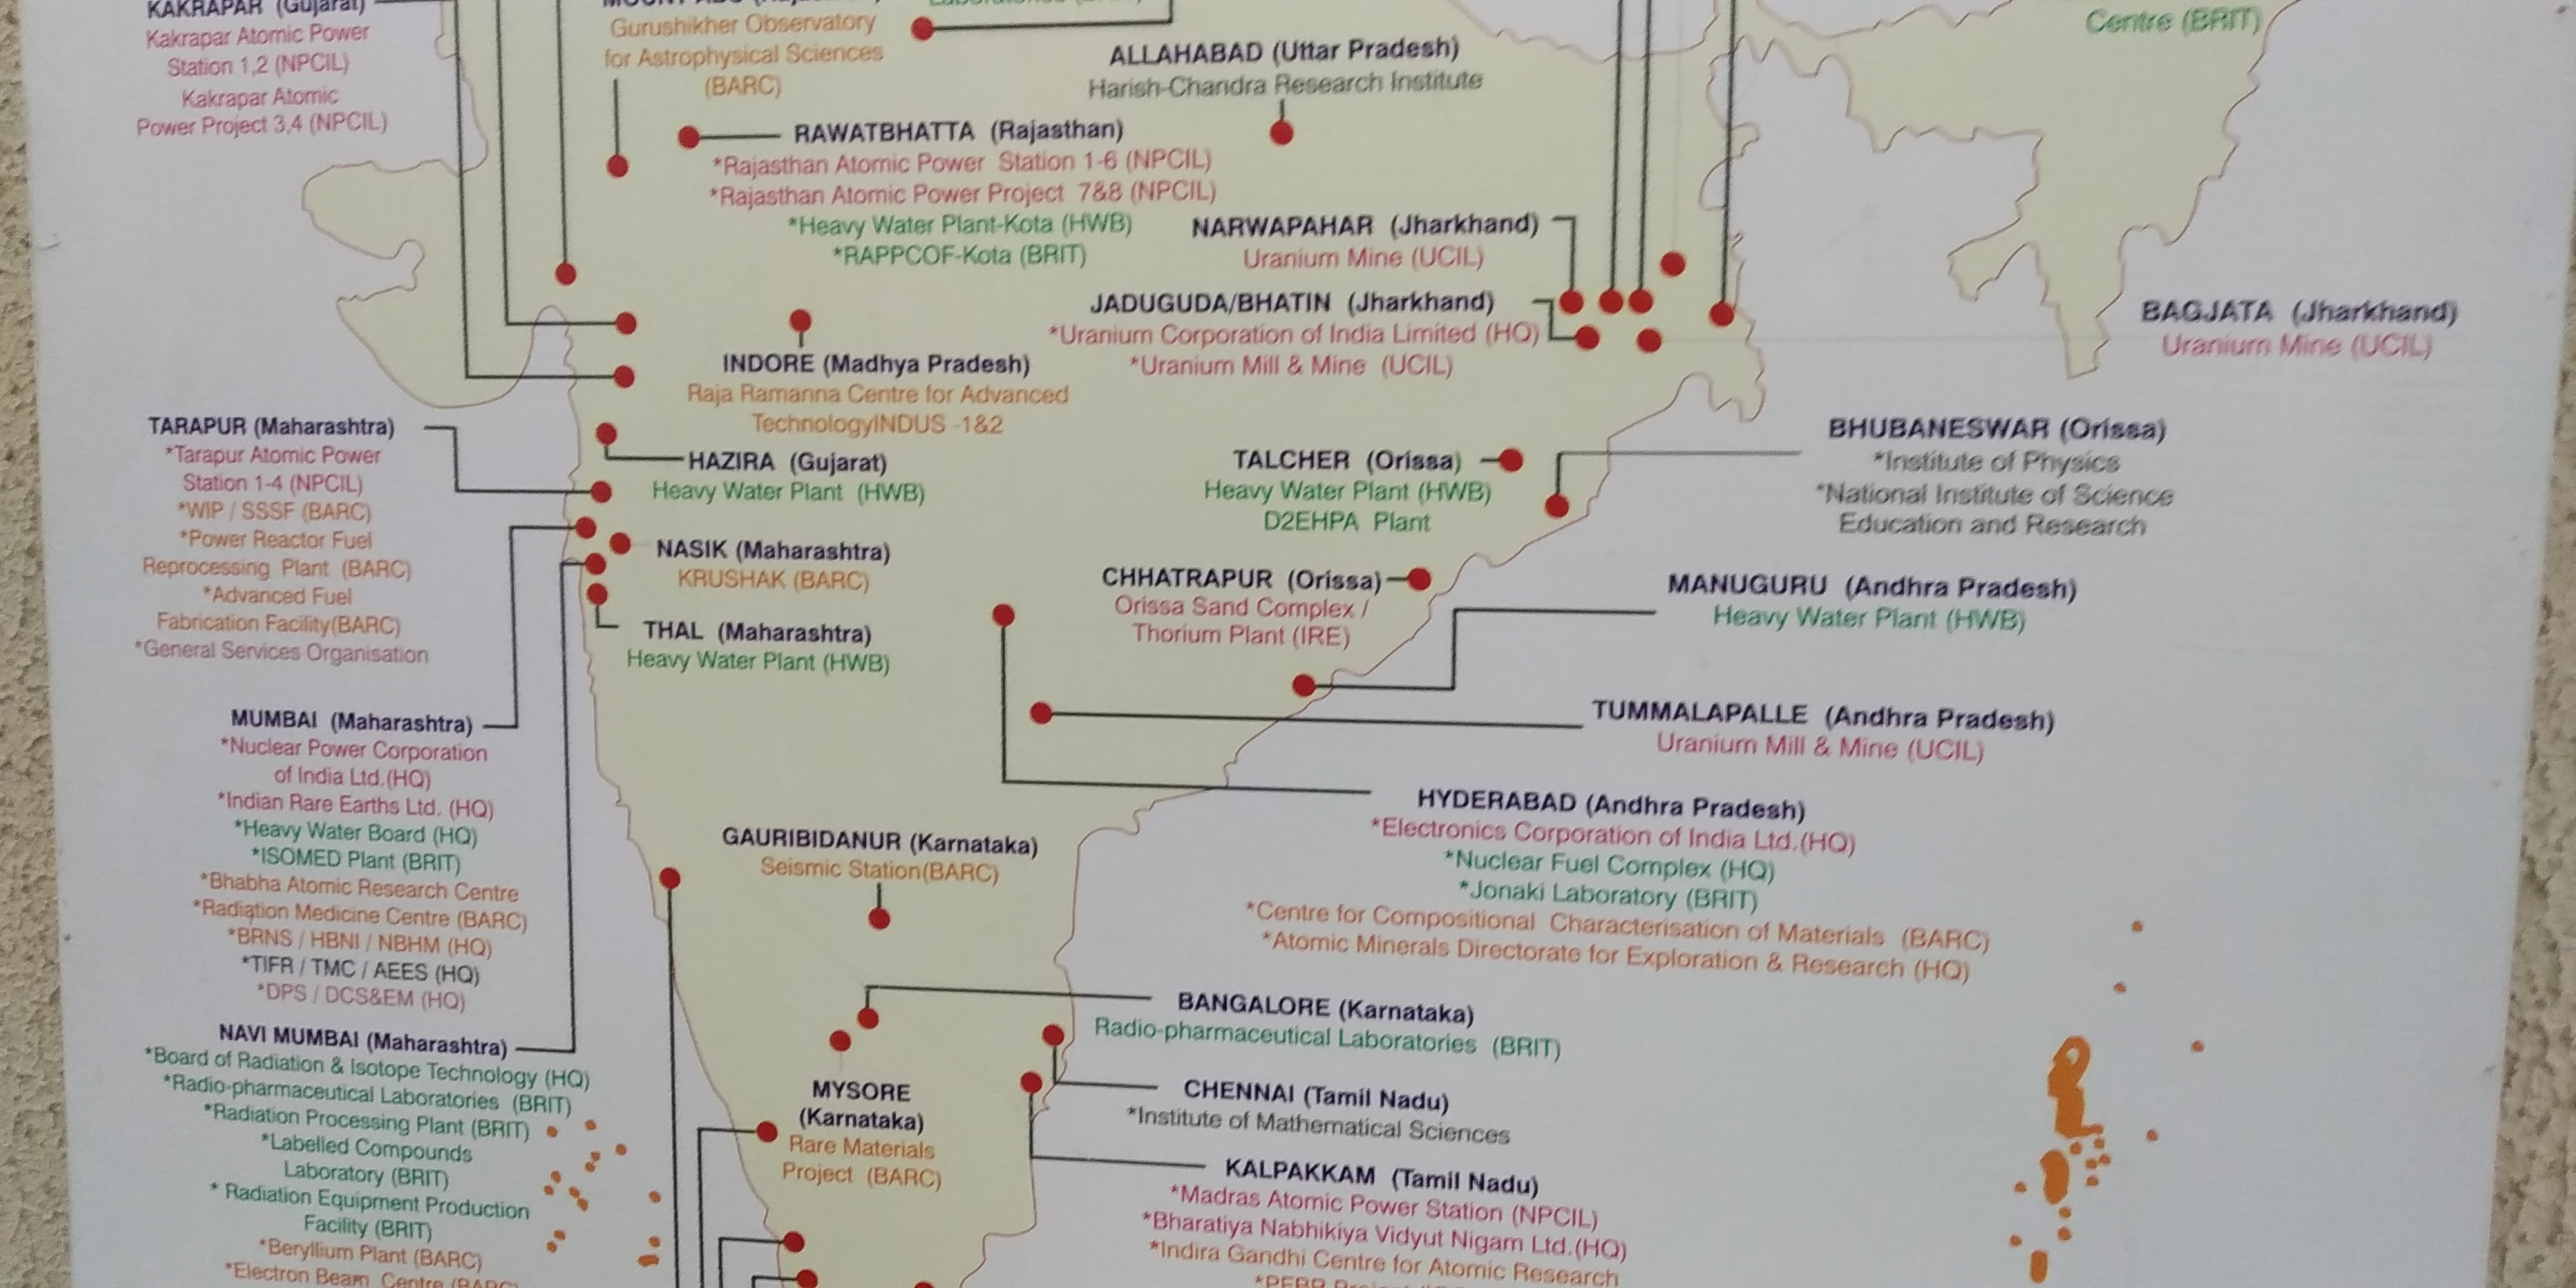 KAKRAPAR (Gujarat)
Kakrapar Atomic Power
Station 1,2 (NPCIL)
Kakrapar Atomic
Power Project 3,4 (NPCIL)
Gurushikher Observatory
for Astrophysical Sciences
(BARC)
Centre (BRIT)
ALLAHABAD (Uttar Pradesh)
Harish-Chandra Research Institute
RAWATBHATTA (Rajasthan)
*Rajasthan Atomic Power Station 1-6 (NPCIL)
*Rajasthan Atomic Power Project 7&8 (NPCIL)
*Heavy Water Plant-Kota (HWB)
*RAPPCOF-Kota (BRIT)
NARWAPAHAR (Jharkhand)
Uranium Mine (UCIL)
JADUGUDA/BHATIN (Jharkhand)
*Uranium Corporation of India Limited (HQ)
*Uranium Mill & Mine (UCIL)
BAGJATA (Jharkhand)
Uranium Mine (UCIL)
INDORE (Madhya Pradesh)
Raja Ramanna Centre for Advanced
TechnologyINDUS -1&2
TARAPUR (Maharashtra)
*Tarapur Atomic Power
Station 1-4 (NPCIL)
*WIP / SSSF (BARC)
*Power Reactor Fuel
Reprocessing Plant (BARC)
*Advanced Fuel
Fabrication Facility(BARC)
*General Services Organisation
HAZIRA (Gujarat)
Heavy Water Plant (HWB)
TALCHER (Orissa)
Heavy Water Plant (HWB)
D2EHPA Plant
BHUBANESWAR (Orissa)
*Institute of Physics
*National Institute of Science
Education and Research
NASIK (Maharashtra)
KRUSHAK (BARC)
CHHATRAPUR (Orissa)
Orissa Sand Complex /
Thorium Plant (IRE)
MANUGURU (Andhra Pradesh)
Heavy Water Plant (HWB)
THAL (Maharashtra)
Heavy Water Plant (HWB)
TUMMALAPALLE (Andhra Pradesh)
Uranium Mill & Mine (UCIL)
MUMBAI (Maharashtra)
*Nuclear Power Corporation
of India Ltd.(HQ)
*Indian Rare Earths Ltd. (HQ)
*Heavy Water Board (HQ)
*ISOMED Plant (BRIT)
*Bhabha Atomic Research Centre
*Radiation Medicine Centre (BARC)
*BRNS / HBNI / NBHM (HQ)
*TIFR / TMC / AEES (HQ)
*DPS / DCS&EM (HQ)
HYDERABAD (Andhra Pradesh)
*Electronics Corporation of India Ltd.(HQ)
*Nuclear Fuel Complex (HQ)
*Jonaki Laboratory (BRIT)
*Centre for Compositional Characterisation of Materials (BARC)
*Atomic Minerals Directorate for Exploration & Research (HQ)
GAURIBIDANUR (Karnataka)
Seismic Station(BARC)
BANGALORE (Karnataka)
Radio-pharmaceutical Laboratories (BRIT)
NAVI MUMBAI (Maharashtra)
*Board of Radiation & Isotope Technology (HQ)
*Radio-pharmaceutical Laboratories (BRIT)
*Radiation Processing Plant (BRIT)
*Labelled Compounds
Laboratory (BRIT)
* Radiation Equipment Production
Facility (BRIT)
*Beryllium Plant (BARC)
*Electron Beam Centre (BARC)
MYSORE
(Karnataka)
Rare Materials
Project (BARC)
CHENNAI (Tamil Nadu)
*Institute of Mathematical Sciences
KALPAKKAM (Tamil Nadu)
*Madras Atomic Power Station (NPCIL)
*Bharatiya Nabhikiya Vidyut Nigam Ltd.(HQ)
*Indira Gandhi Centre for Atomic Research